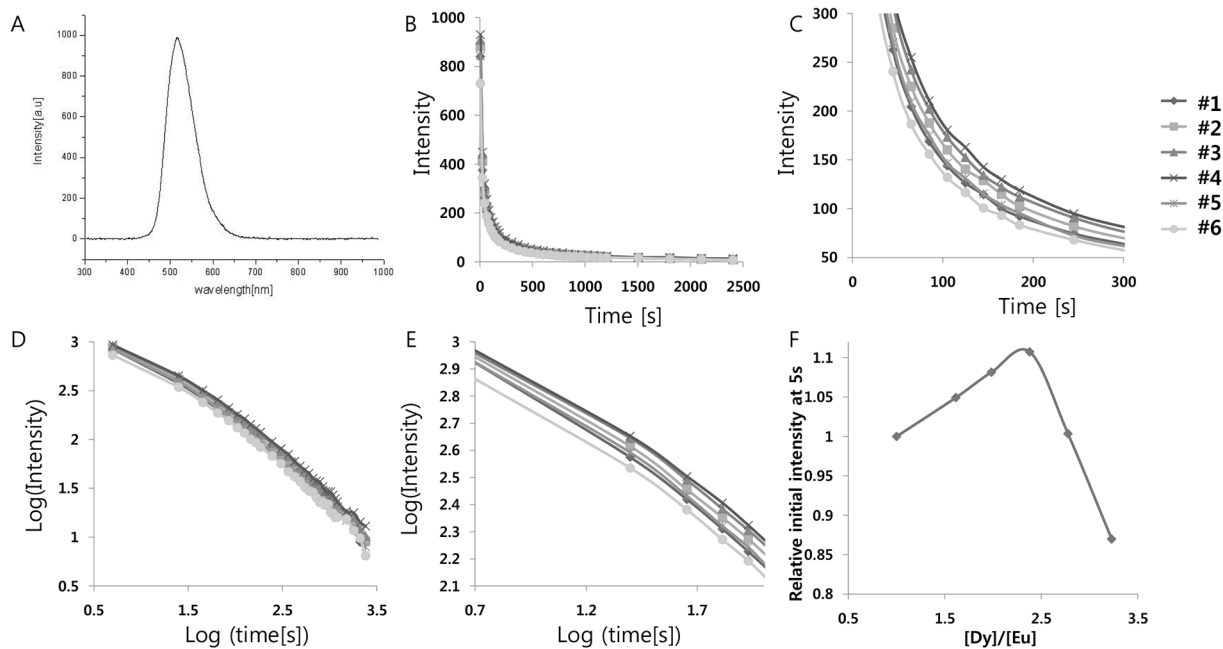 A
Intensity[a.u]
1000
800
600
400
200
0
300 400 500 600 700 800 900 1000
wavelength[nm]
B
Intensity
1000
800
600
400
200
0
0 500 1000 1500 2000 2500
Time [s]
C
Intensity
300
250
200
150
100
50
0 100 200 300
Time [s]
#1
#2
#3
#4
#5
#6
D
Log(Intensity)
3
2.5
2
1.5
1
0.5
0.5 1.5 2.5 3.5
Log (time[s])
E
Log(Intensity)
3
2.9
2.8
2.7
2.6
2.5
2.4
2.3
2.2
2.1
0.7 1.7
Log (time[s])
F
Relative initial intensity at 5s
1.1
1.05
1
0.95
0.9
0.85
0.8
0.5 1.5 2.5 3.5
[Dy]/[Eu]